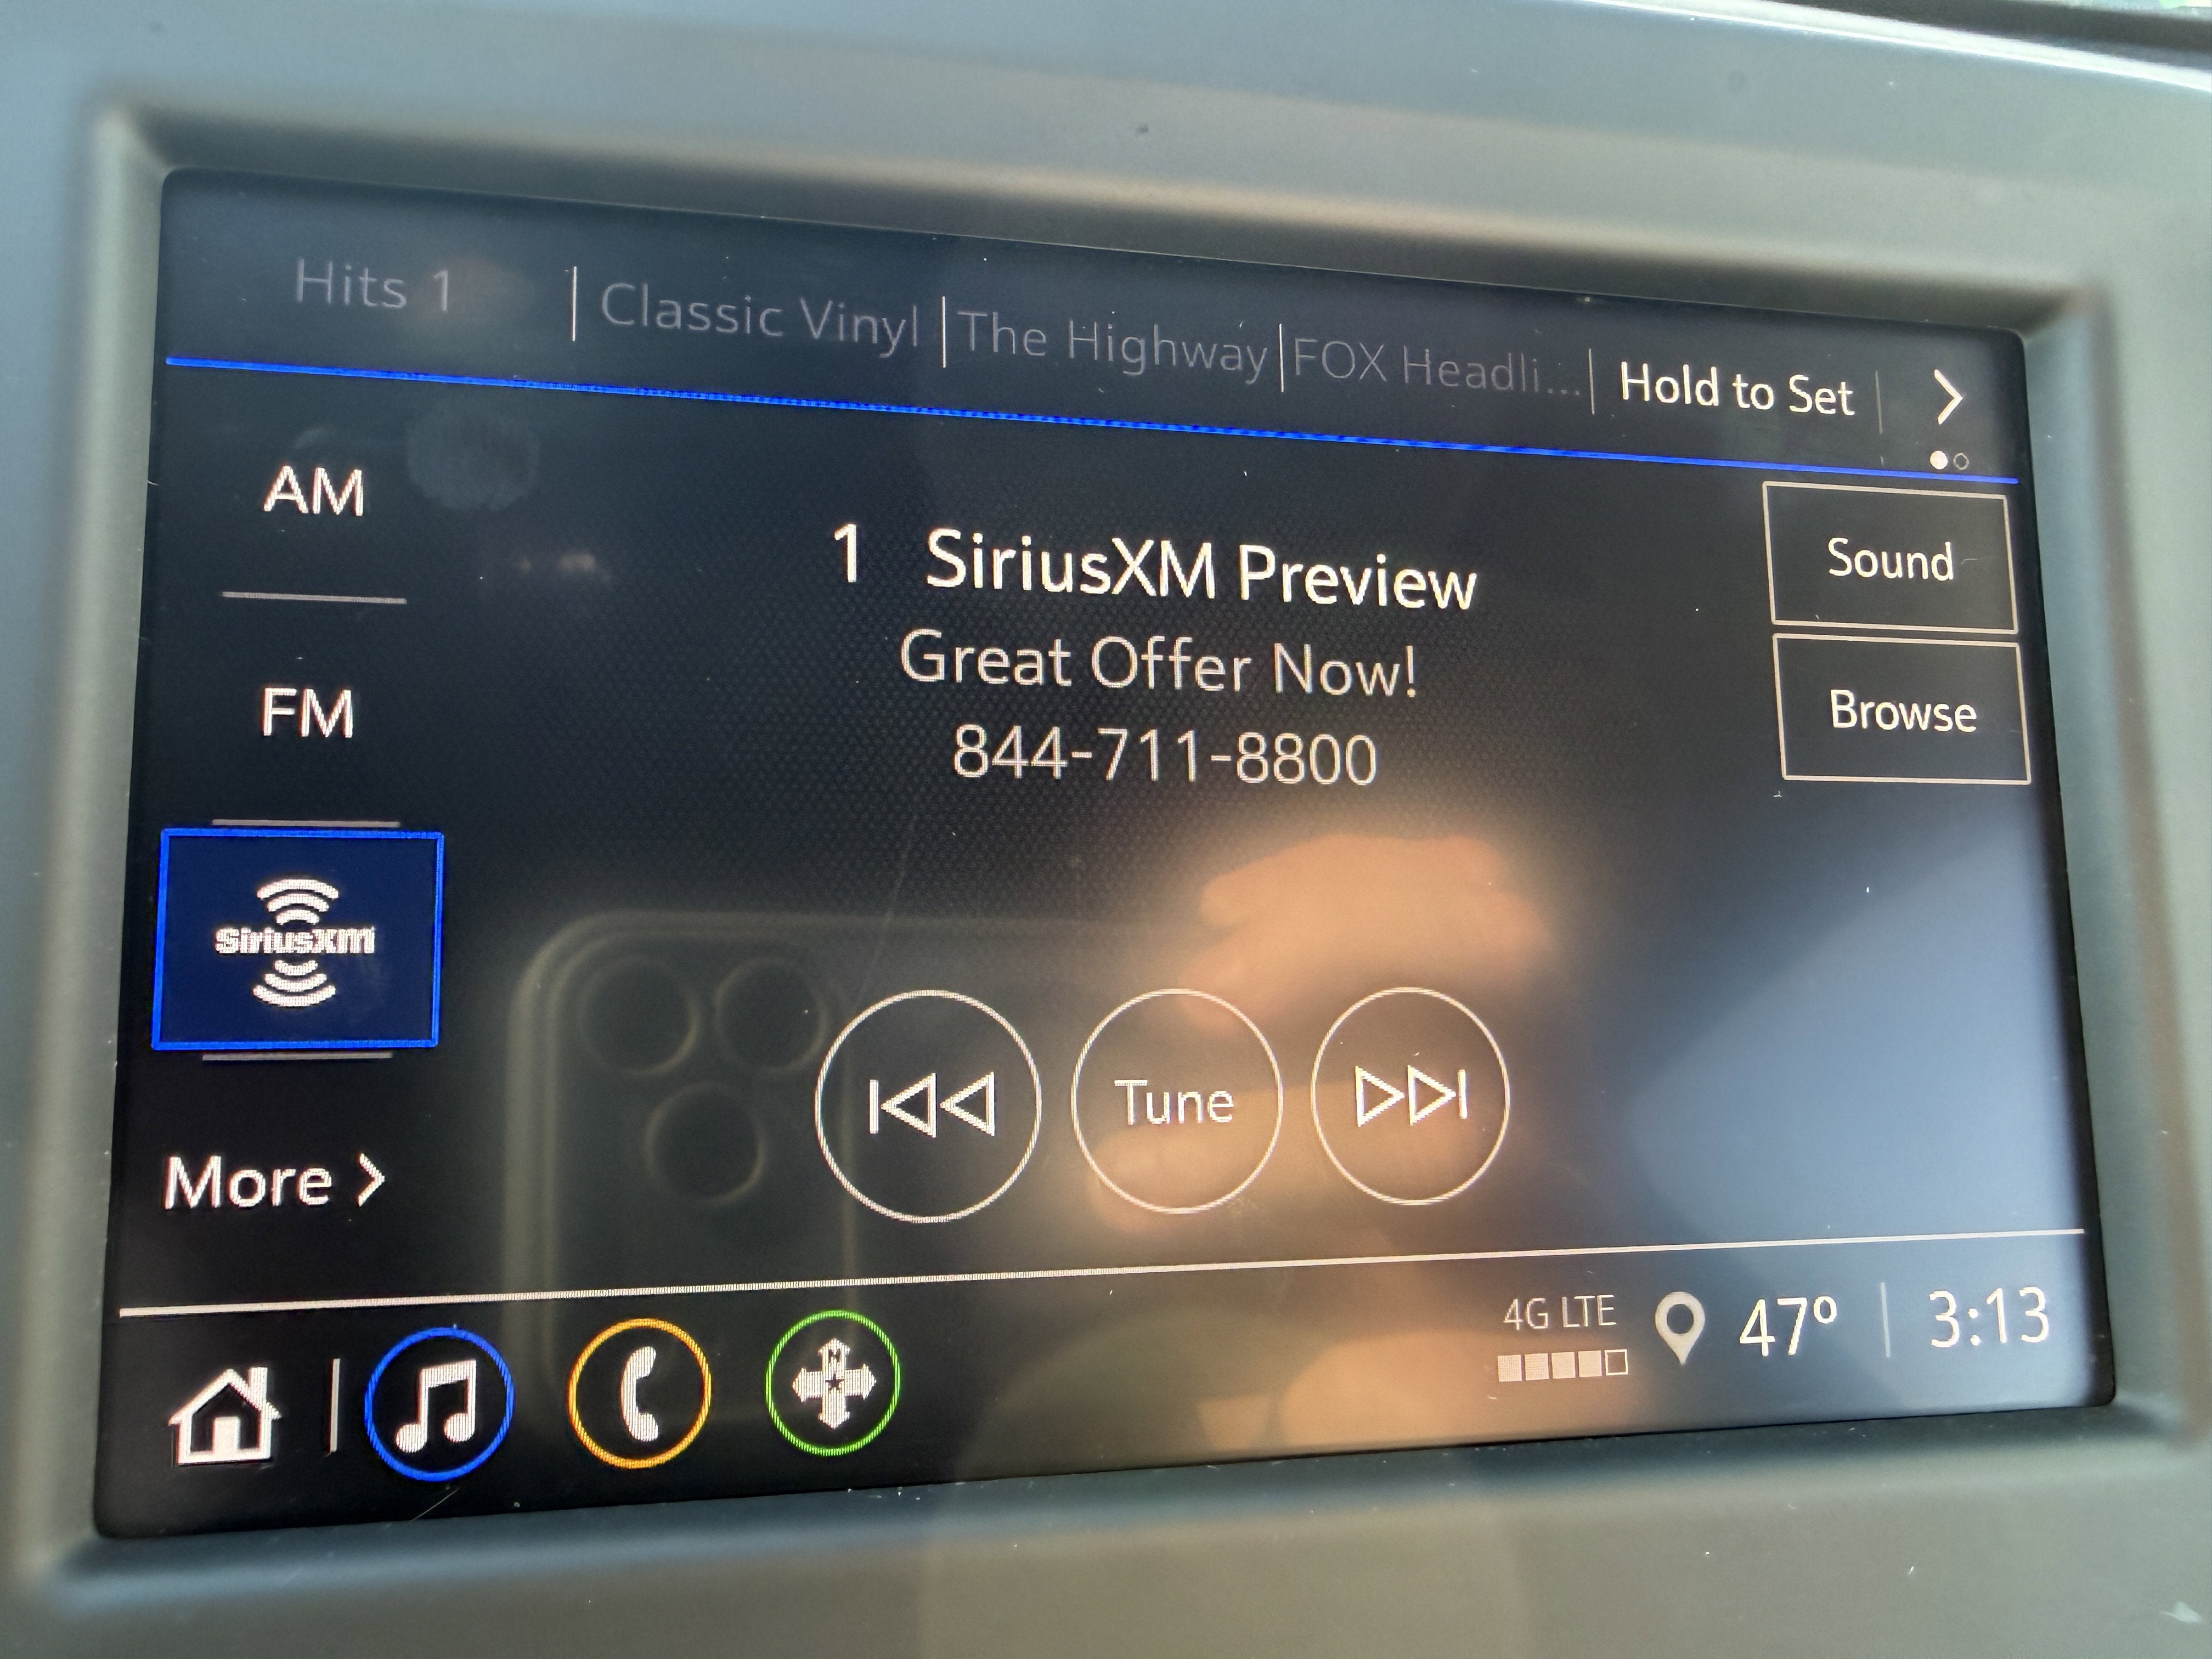 Hits 1 | Classic Vinyl | The Highway | FOX Headli... | Hold to Set
AM
FM
SiriusXM
More
1 SiriusXM Preview
Great Offer Now!
844-711-8800
Sound
Browse
Tune
4G LTE
47°
3:13
N